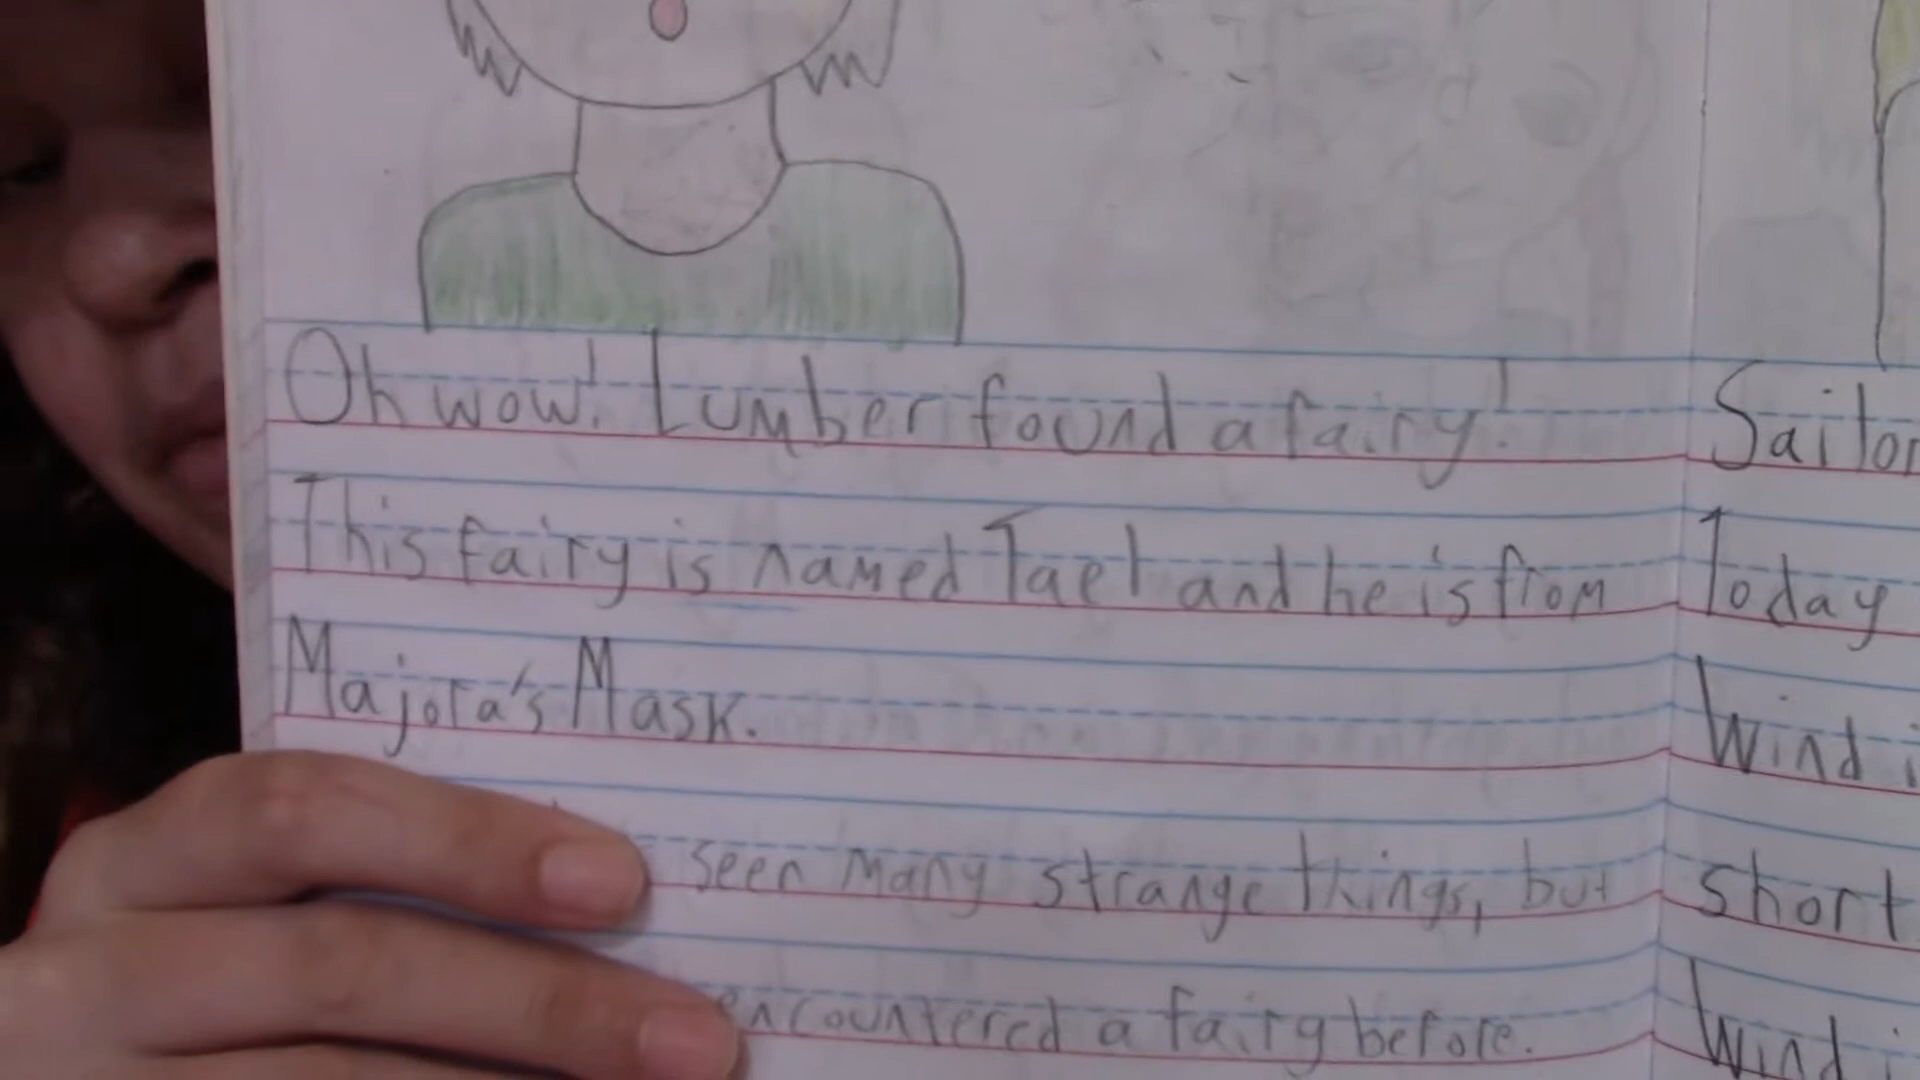 Oh wow! Lumber found a fairy!
This fairy is named Tael and he is from
Majora's Mask.
seen many strange things, but
encountered a fairy before.
Sailor
Today
Wind i
short
Wind i